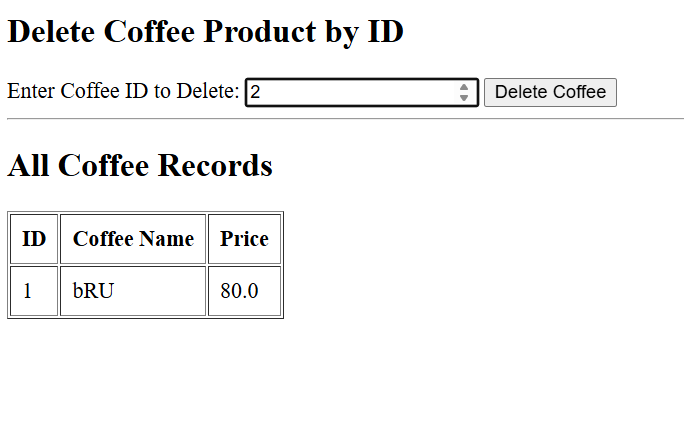 Delete Coffee Product by ID
Enter Coffee ID to Delete: 2 Delete Coffee
All Coffee Records
ID Coffee Name Price
1 bRU 80.0